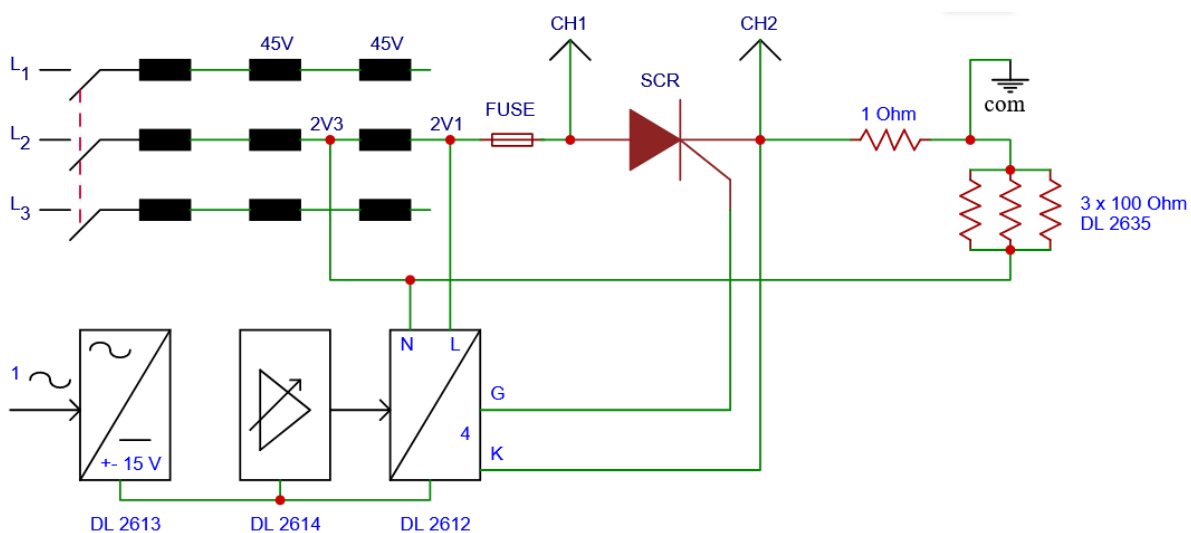 CH1
CH2
45V
45V
L1
SCR
com
FUSE
1 Ohm
2V3
2V1
L2
L3
3 x 100 Ohm
DL 2635
N
L
1
G
4
K
+- 15 V
DL 2613
DL 2614
DL 2612